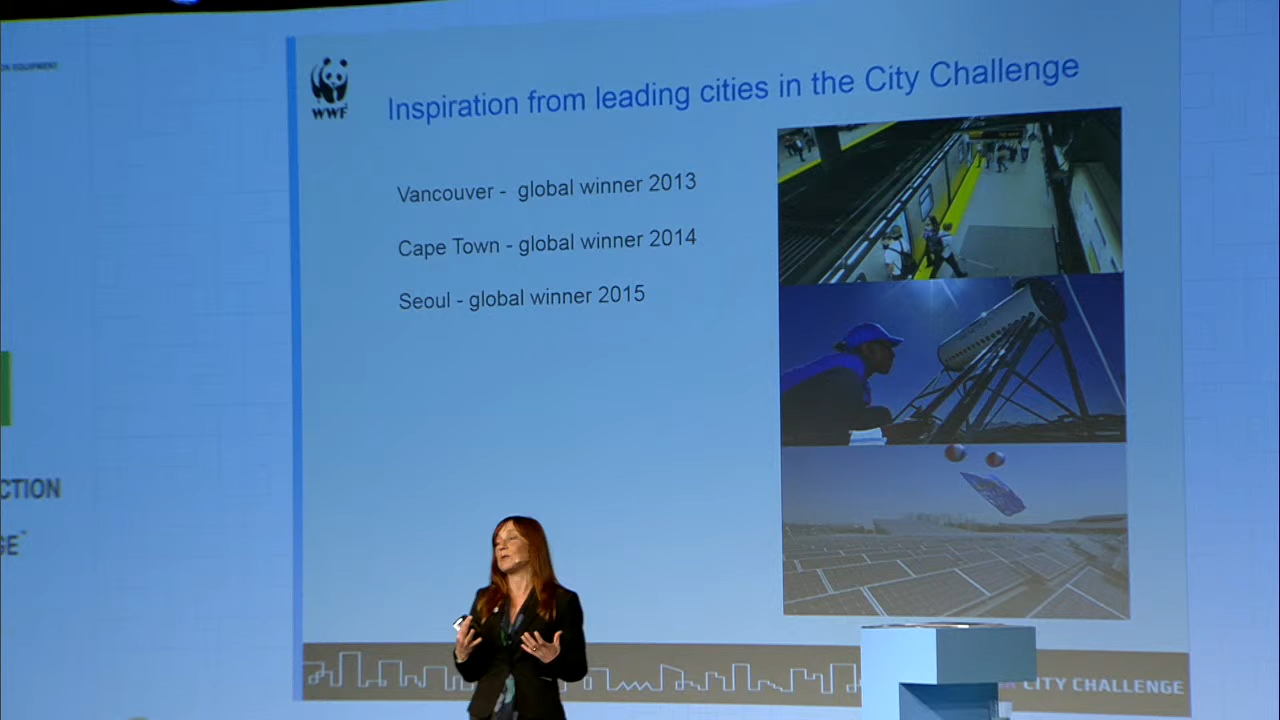 EQUIPMENT
WWF
Inspiration from leading cities in the City Challenge
Vancouver - global winner 2013
Cape Town - global winner 2014
Seoul - global winner 2015
CTION
GE
CITY CHALLENGE